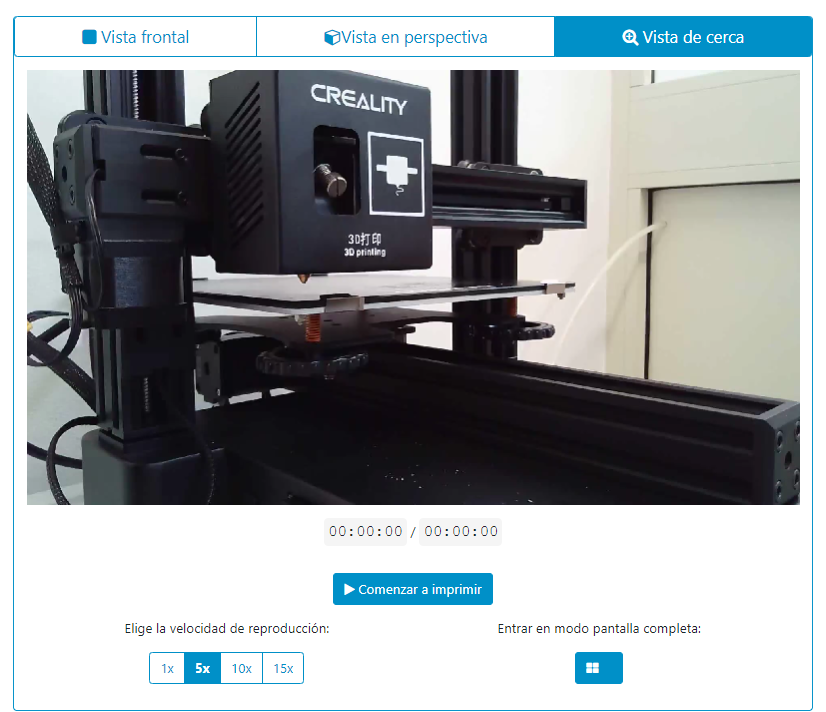 Vista frontal
Vista en perspectiva
Vista de cerca
CREALITY
3D打印
3D printing
00:00:00 / 00:00:00
Comenzar a imprimir
Elige la velocidad de reproducción:
Entrar en modo pantalla completa:
1x 5x 10x 15x